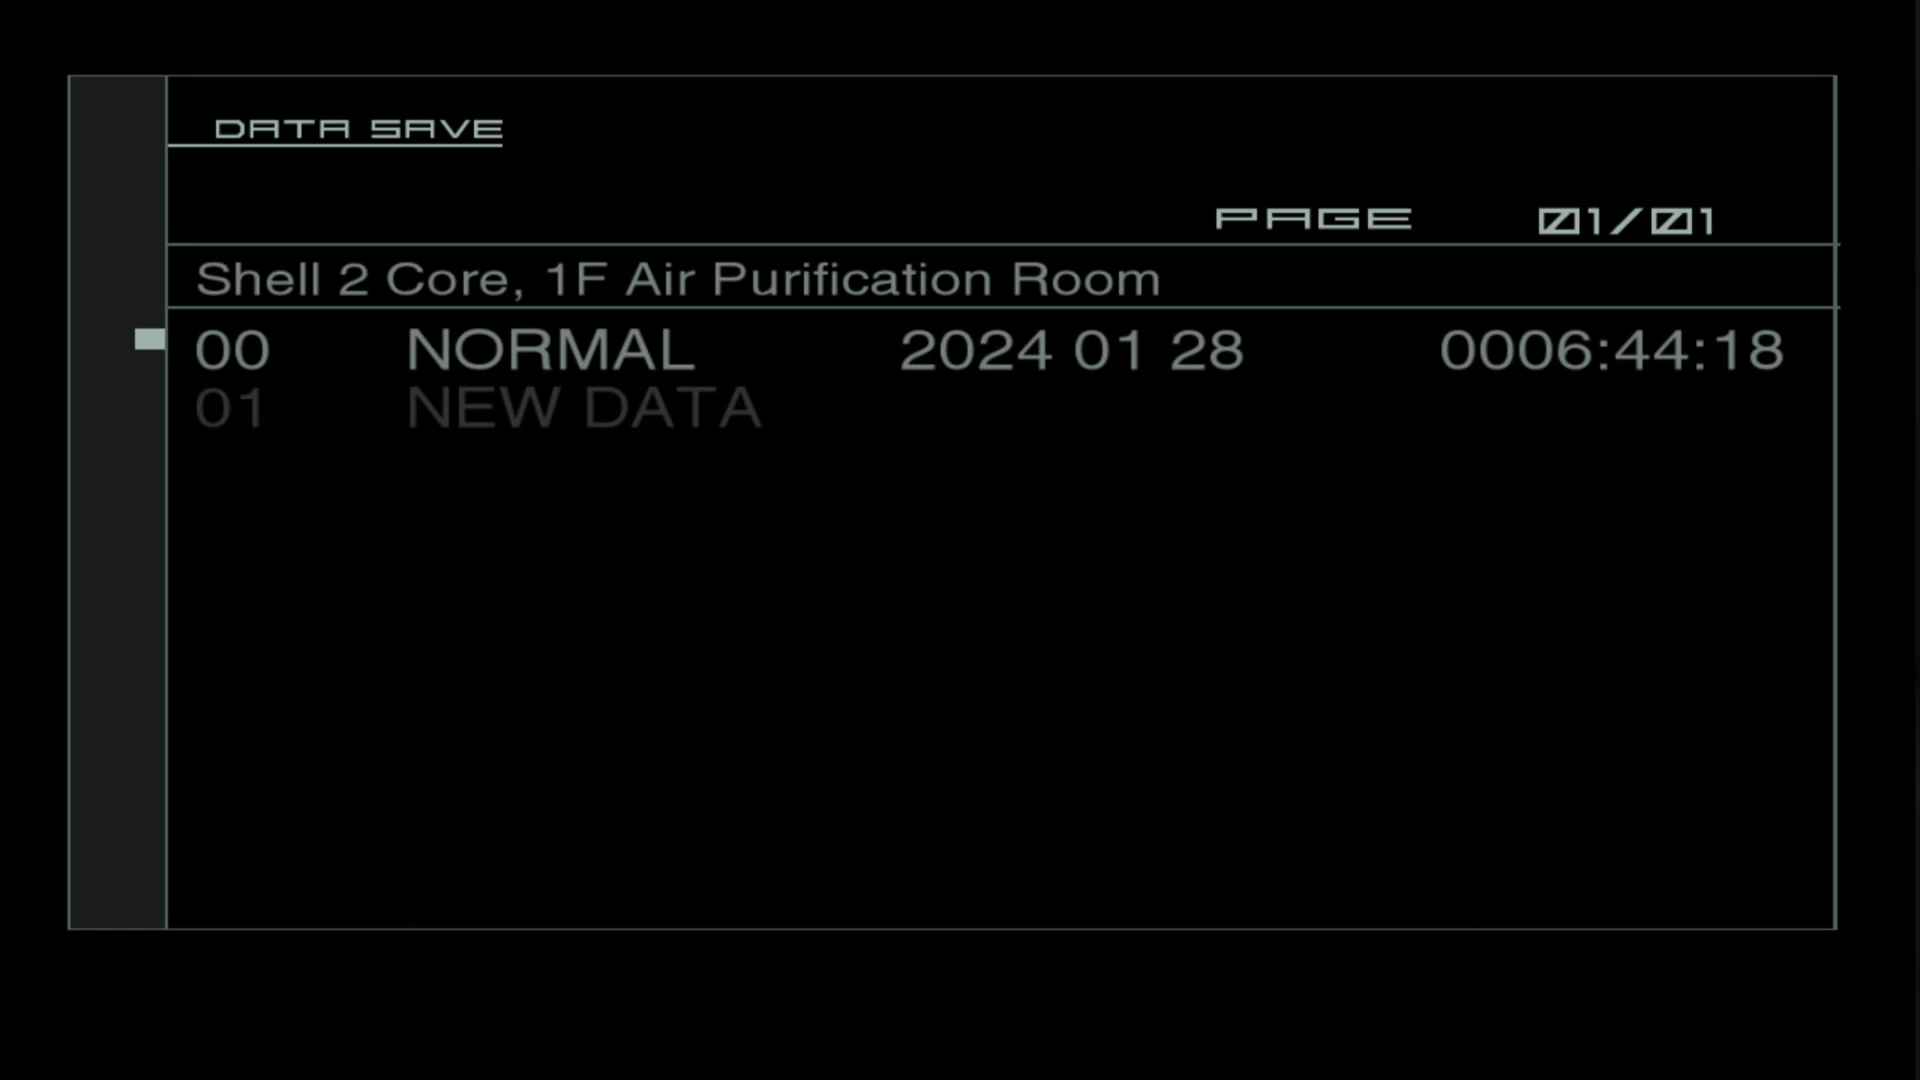 DATA SAVE
PAGE 01/01
Shell 2 Core, 1F Air Purification Room
00 NORMAL 2024 01 28 0006:44:18
01 NEW DATA